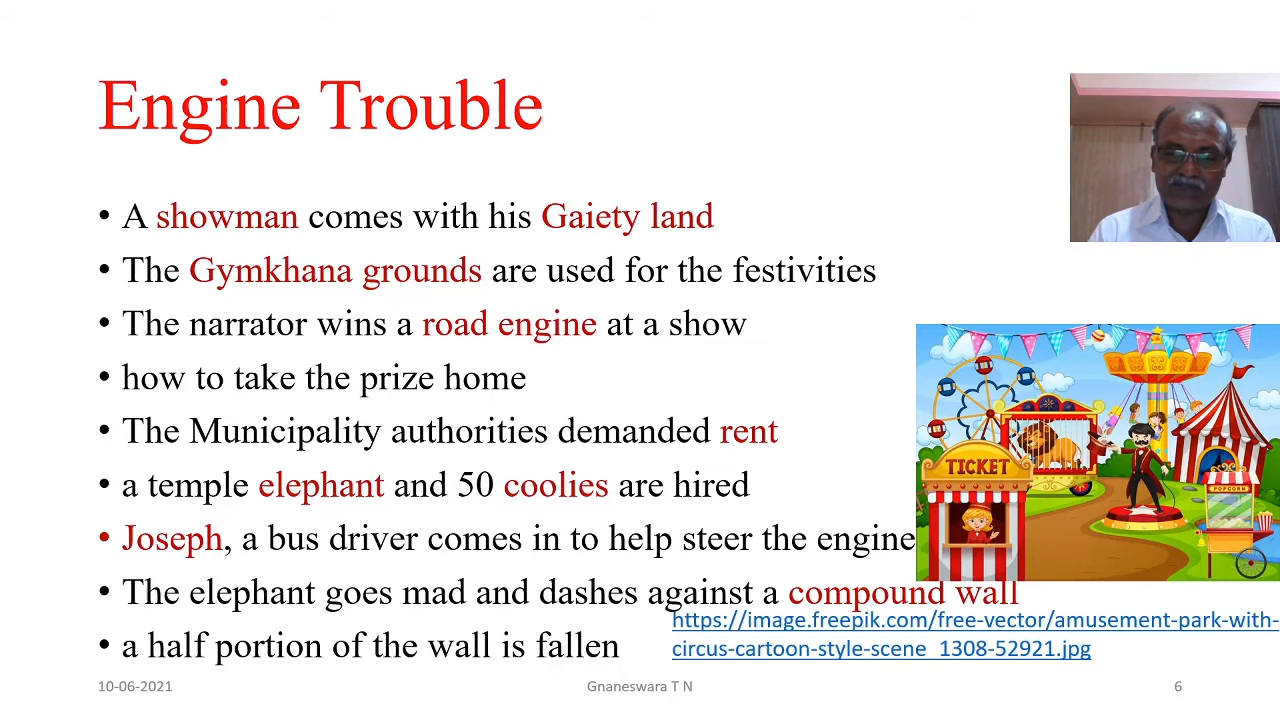 Engine Trouble
• A showman comes with his Gaiety land
• The Gymkhana grounds are used for the festivities
• The narrator wins a road engine at a show
• how to take the prize home
• The Municipality authorities demanded rent
• a temple elephant and 50 coolies are hired
• Joseph, a bus driver comes in to help steer the engine
• The elephant goes mad and dashes against a compound wall
• a half portion of the wall is fallen
TICKET
POPCORN
https://image.freepik.com/free-vector/amusement-park-with-
circus-cartoon-style-scene_1308-52921.jpg
10-06-2021
Gnaneswara T N
6